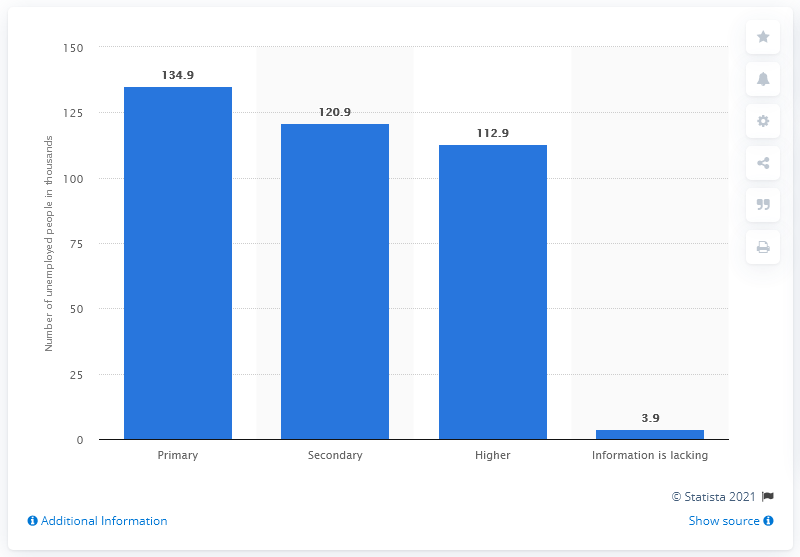 Number of unemployed people in thousands
150
125
100
75
50
25
0
134.9
120.9
112.9
3.9
Primary
Secondary
Higher
Information is lacking
© Statista 2021
Additional Information
Show source